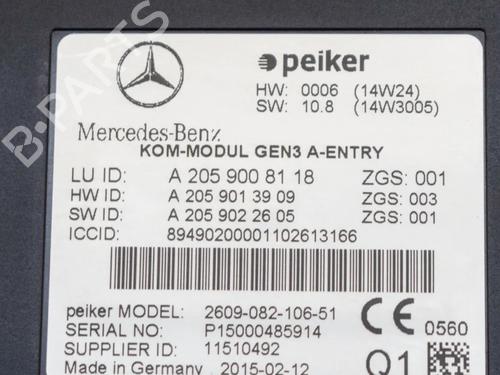 peiker
HW: 0006 (14W24)
SW: 10.8 (14W3005)
Mercedes-Benz
KOM-MODUL GEN3 A-ENTRY
LU ID: A 205 900 81 18 ZGS: 001
HW ID: A 205 901 39 09 ZGS: 003
SW ID: A 205 902 26 05 ZGS: 001
ICCID: 89490200001102613166
peiker MODEL: 2609-082-106-51
SERIAL NO: P15000485914
CE 0560
SUPPLIER ID: 11510492
Made in Germany 2015-02-12
Q1
B-PARTS